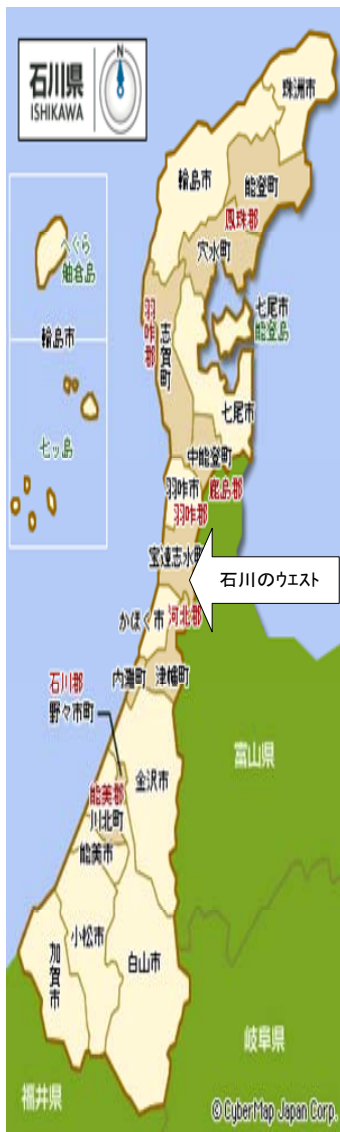 石川県
ISHIKAWA
N
珠洲市
輪島市
能登町
鳳珠郡
穴水町
へぐら
舳倉島
輪島市
七ッ島
羽咋郡
志賀町
七尾市
能登島
七尾市
中能登町
羽咋市
鹿島郡
羽咋郡
宝達志水町
石川のウエスト
かほく市
河北郡
内灘町
津幡町
石川郡
野々市町
金沢市
富山県
能美郡
川北町
能美市
小松市
加賀市
白山市
岐阜県
福井県
© CyberMap Japan Corp.